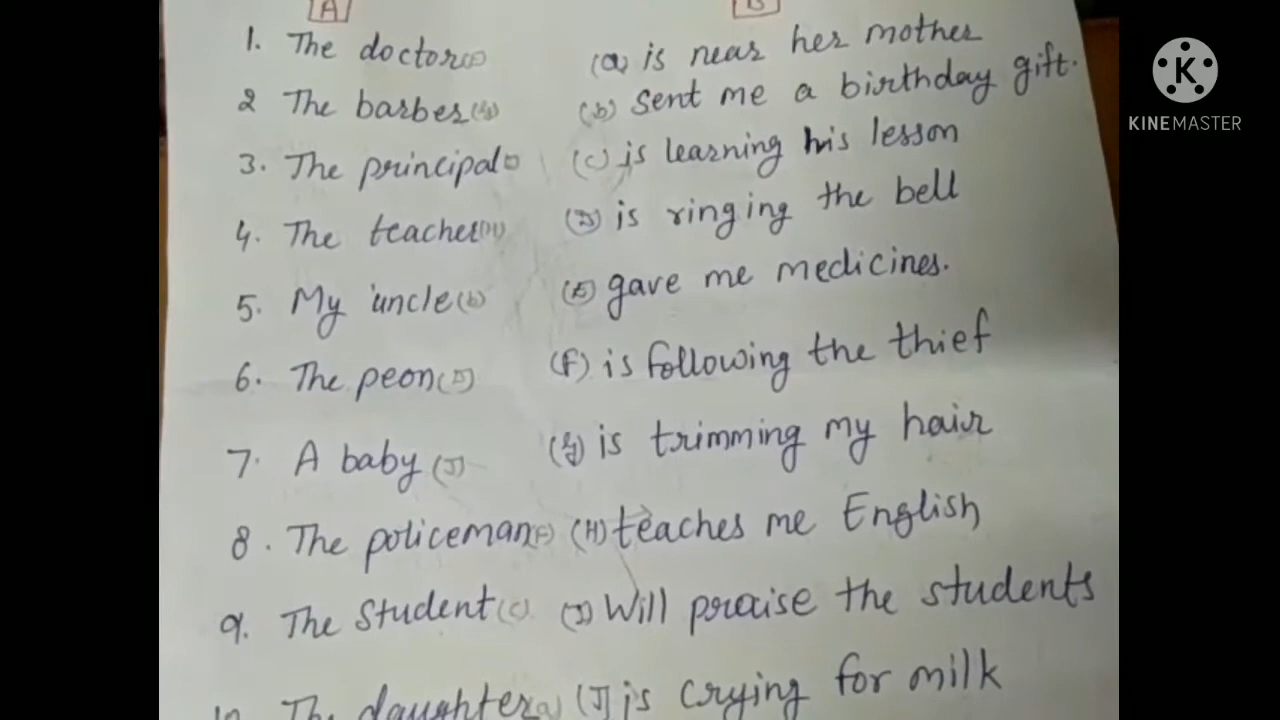 A B
1. The doctor (a) is near her mother
2 The barber (g) (b) Sent me a birthday gift.
3. The principal (c) is learning his lesson
4. The teacher (H) (D) is ringing the bell
5. My uncle (b) (E) gave me medicines.
6. The peon (D) (F) is following the thief
7. A baby (J) (g) is trimming my hair
8. The policeman (F) (H) teaches me English
9. The Student (c) (I) Will praise the students
10. The daughter (a) (J) is crying for milk
K
KINEMASTER